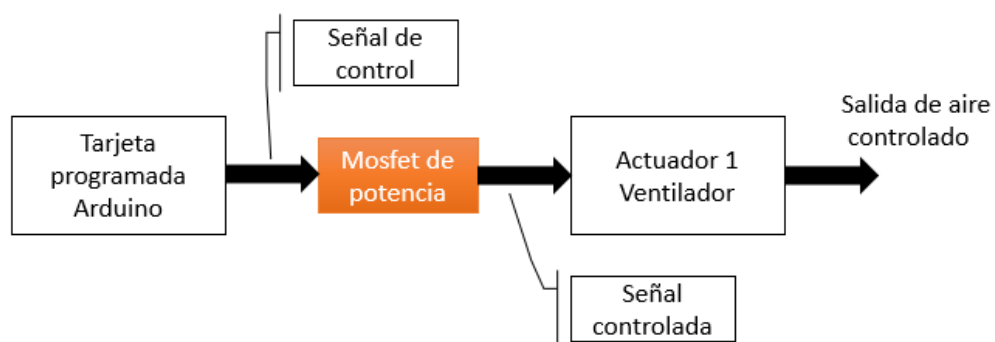 Señal de
control
Tarjeta
programada
Arduino
Mosfet de
potencia
Actuador 1
Ventilador
Salida de aire
controlado
Señal
controlada